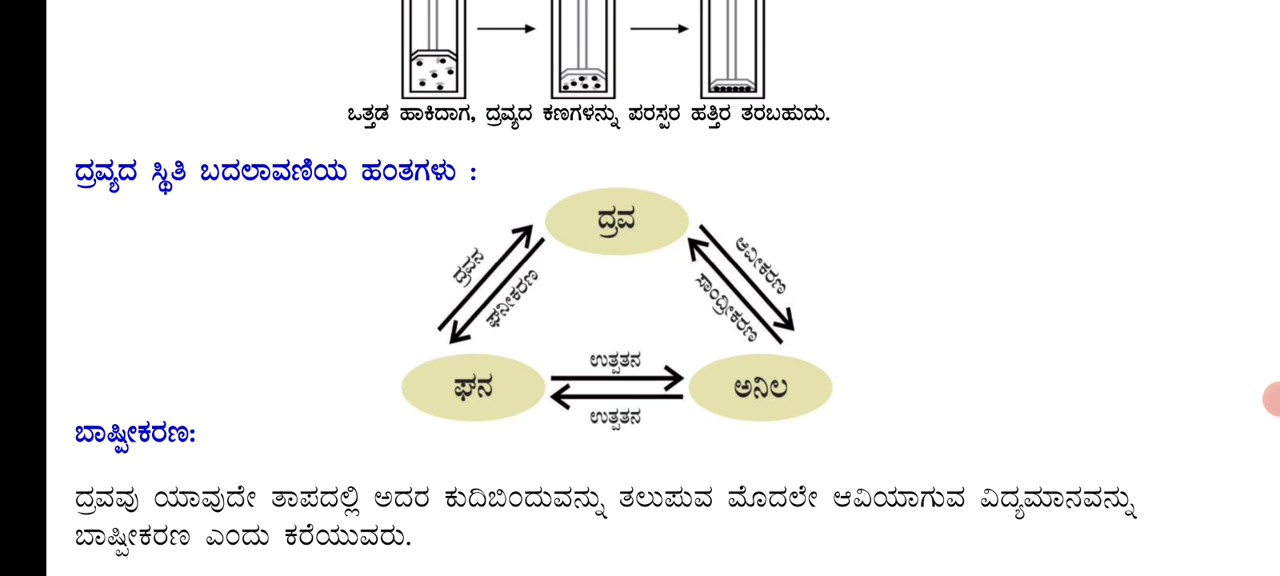 ಒತ್ತಡ ಹಾಕಿದಾಗ, ದ್ರವ್ಯದ ಕಣಗಳನ್ನು ಪರಸ್ಪರ ಹತ್ತಿರ ತರಬಹುದು.
ದ್ರವ್ಯದ ಸ್ಥಿತಿ ಬದಲಾವಣೆಯ ಹಂತಗಳು :
ದ್ರವ
ದ್ರವನ
ಘನೀಕರಣ
ಆವೀಕರಣ
ಸಾಂದ್ರೀಕರಣ
ಉತ್ಪತನ
ಘನ
ಅನಿಲ
ಉತ್ಪತನ
ಬಾಷ್ಪೀಕರಣ:
ದ್ರವವು ಯಾವುದೇ ತಾಪದಲ್ಲಿ ಅದರ ಕುದಿಬಿಂದುವನ್ನು ತಲುಪುವ ಮೊದಲೇ ಆವಿಯಾಗುವ ವಿದ್ಯಮಾನವನ್ನು
ಬಾಷ್ಪೀಕರಣ ಎಂದು ಕರೆಯುವರು.